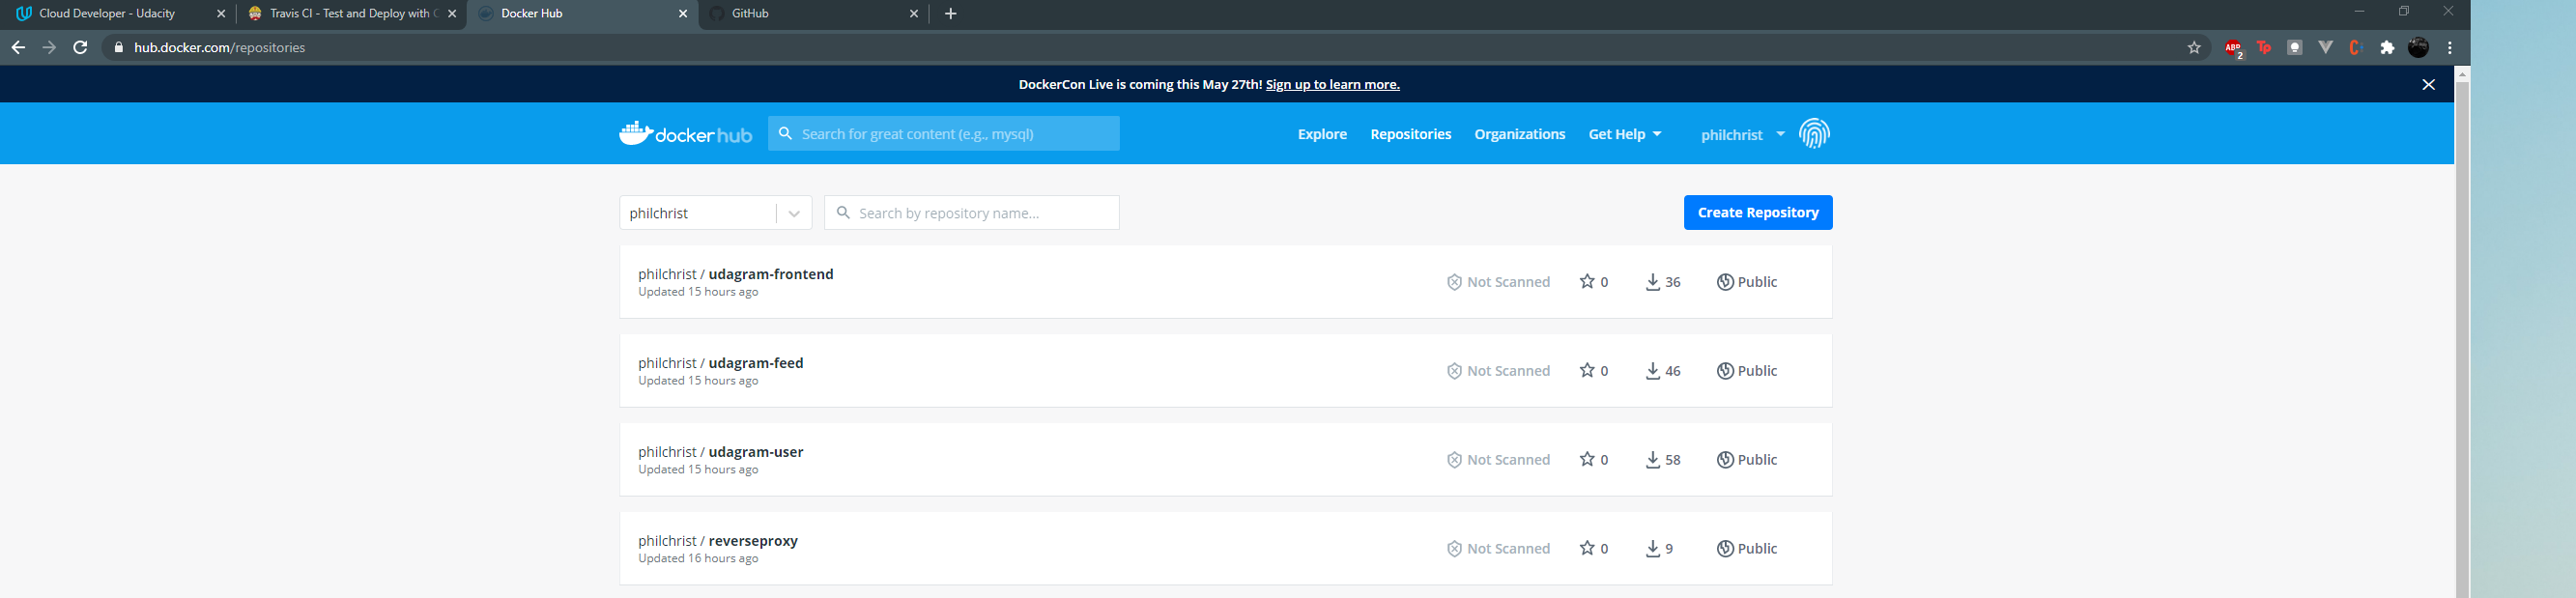 Cloud Developer - Udacity
Travis CI - Test and Deploy with C
Docker Hub
GitHub
hub.docker.com/repositories
ABP
2
Tp
DockerCon Live is coming this May 27th! Sign up to learn more.
dockerhub
Search for great content (e.g., mysql)
Explore
Repositories
Organizations
Get Help
philchrist
philchrist
Search by repository name...
Create Repository
philchrist / udagram-frontend
Updated 15 hours ago
Not Scanned
0
36
Public
philchrist / udagram-feed
Updated 15 hours ago
Not Scanned
0
46
Public
philchrist / udagram-user
Updated 15 hours ago
Not Scanned
0
58
Public
philchrist / reverseproxy
Updated 16 hours ago
Not Scanned
0
9
Public